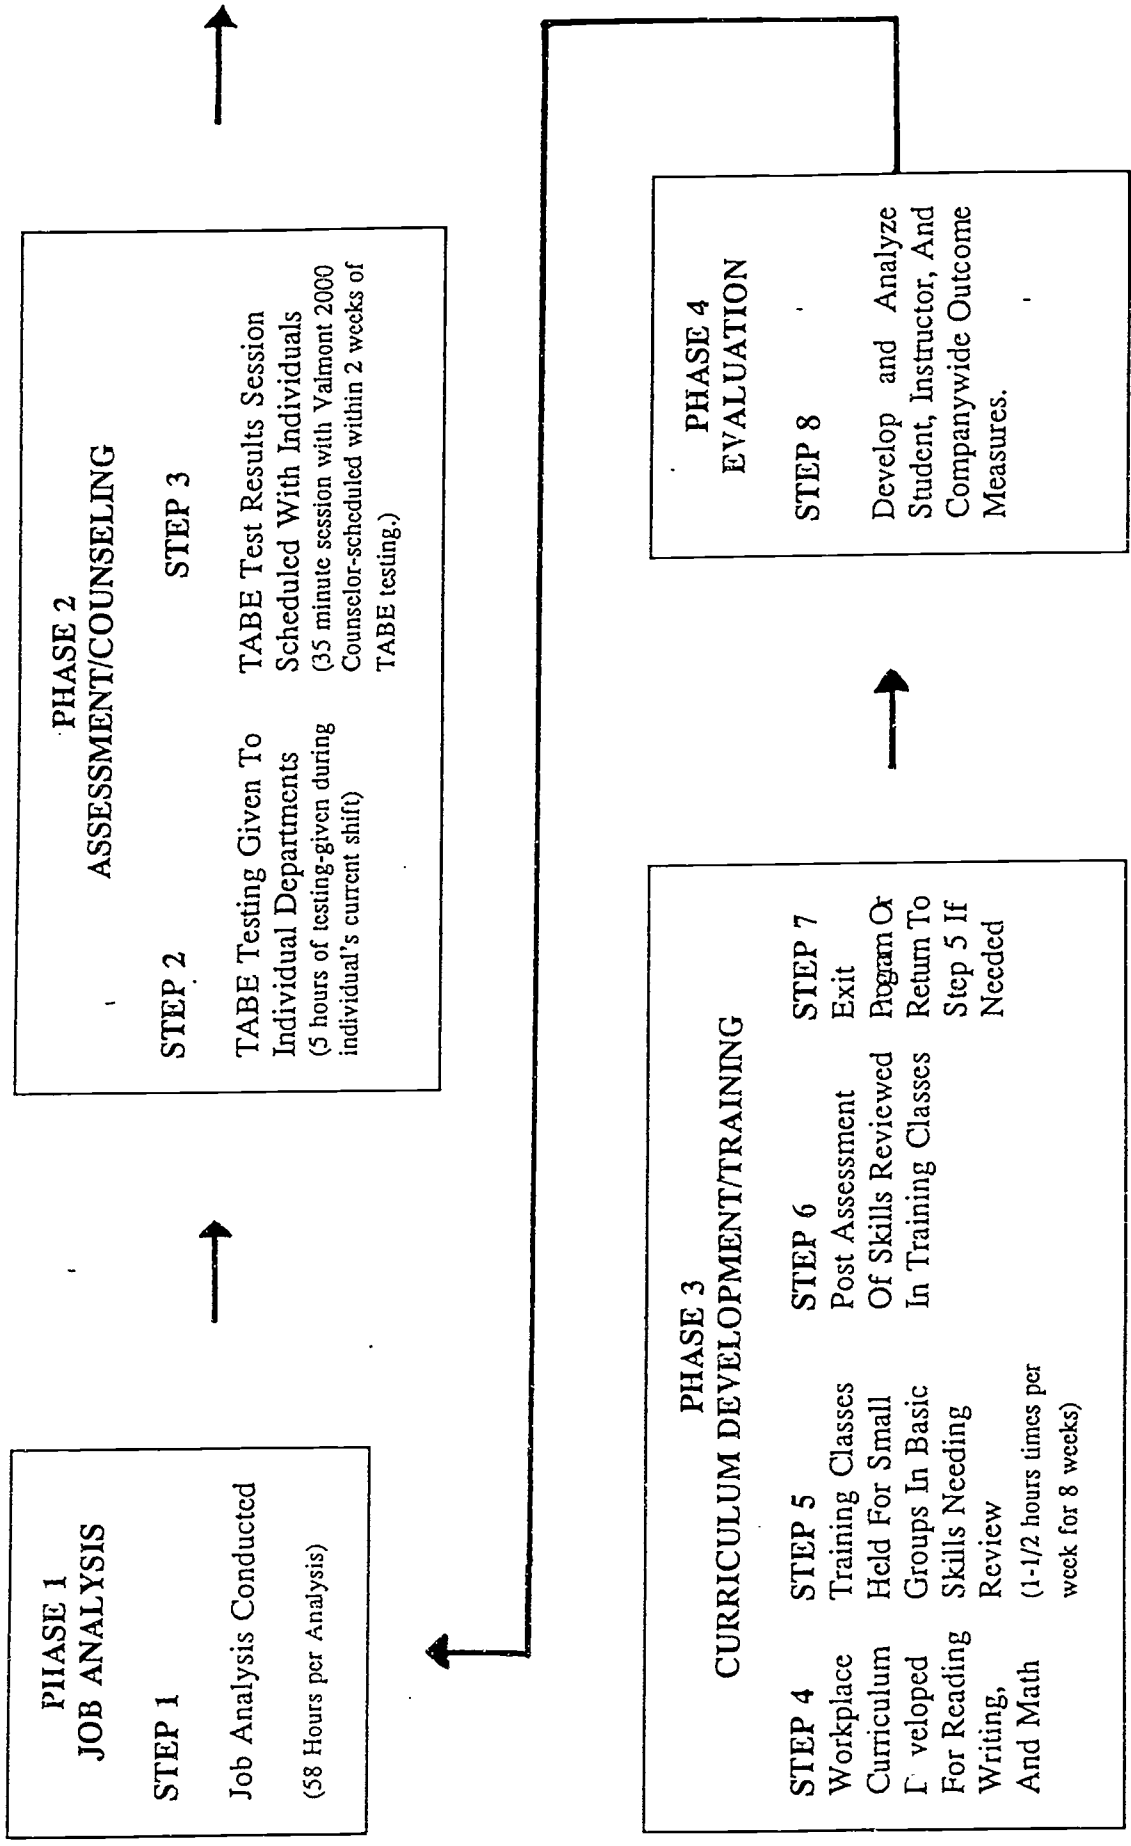 PHASE 1
JOB ANALYSIS
STEP 1
Job Analysis Conducted
(58 Hours per Analysis)
PHASE 2
ASSESSMENT/COUNSELING
STEP 2
TABE Testing Given To
Individual Departments
(5 hours of testing-given during
individual's current shift)
STEP 3
TABE Test Results Session
Scheduled With Individuals
(35 minute session with Valmont 2000
Counselor-scheduled within 2 weeks of
TABE testing.)
PHASE 3
CURRICULUM DEVELOPMENT/TRAINING
STEP 4
Workplace
Curriculum
D veloped
For Reading
Writing,
And Math
STEP 5
Training Classes
Held For Small
Groups In Basic
Skills Needing
Review
(1-1/2 hours times per
week for 8 weeks)
STEP 6
Post Assessment
Of Skills Reviewed
In Training Classes
STEP 7
Exit
Program Or
Return To
Step 5 If
Needed
PHASE 4
EVALUATION
STEP 8
Develop and Analyze
Student, Instructor, And
Companywide Outcome
Measures.